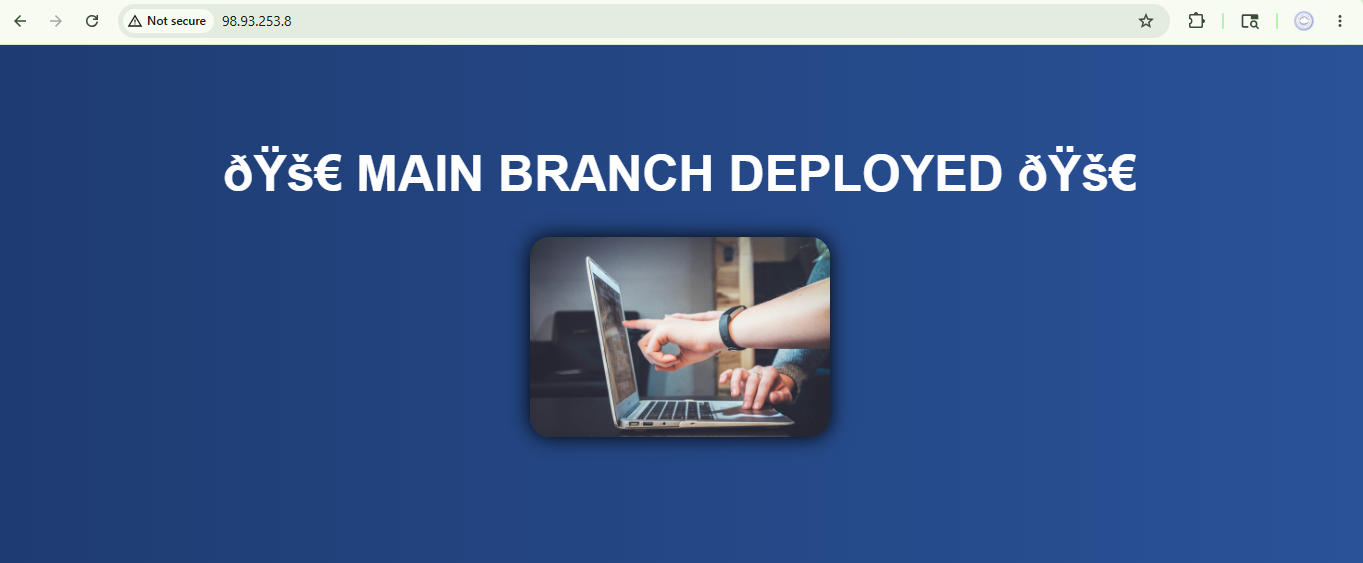 Not secure 98.93.253.8
ðŸš€ MAIN BRANCH DEPLOYED ðŸš€